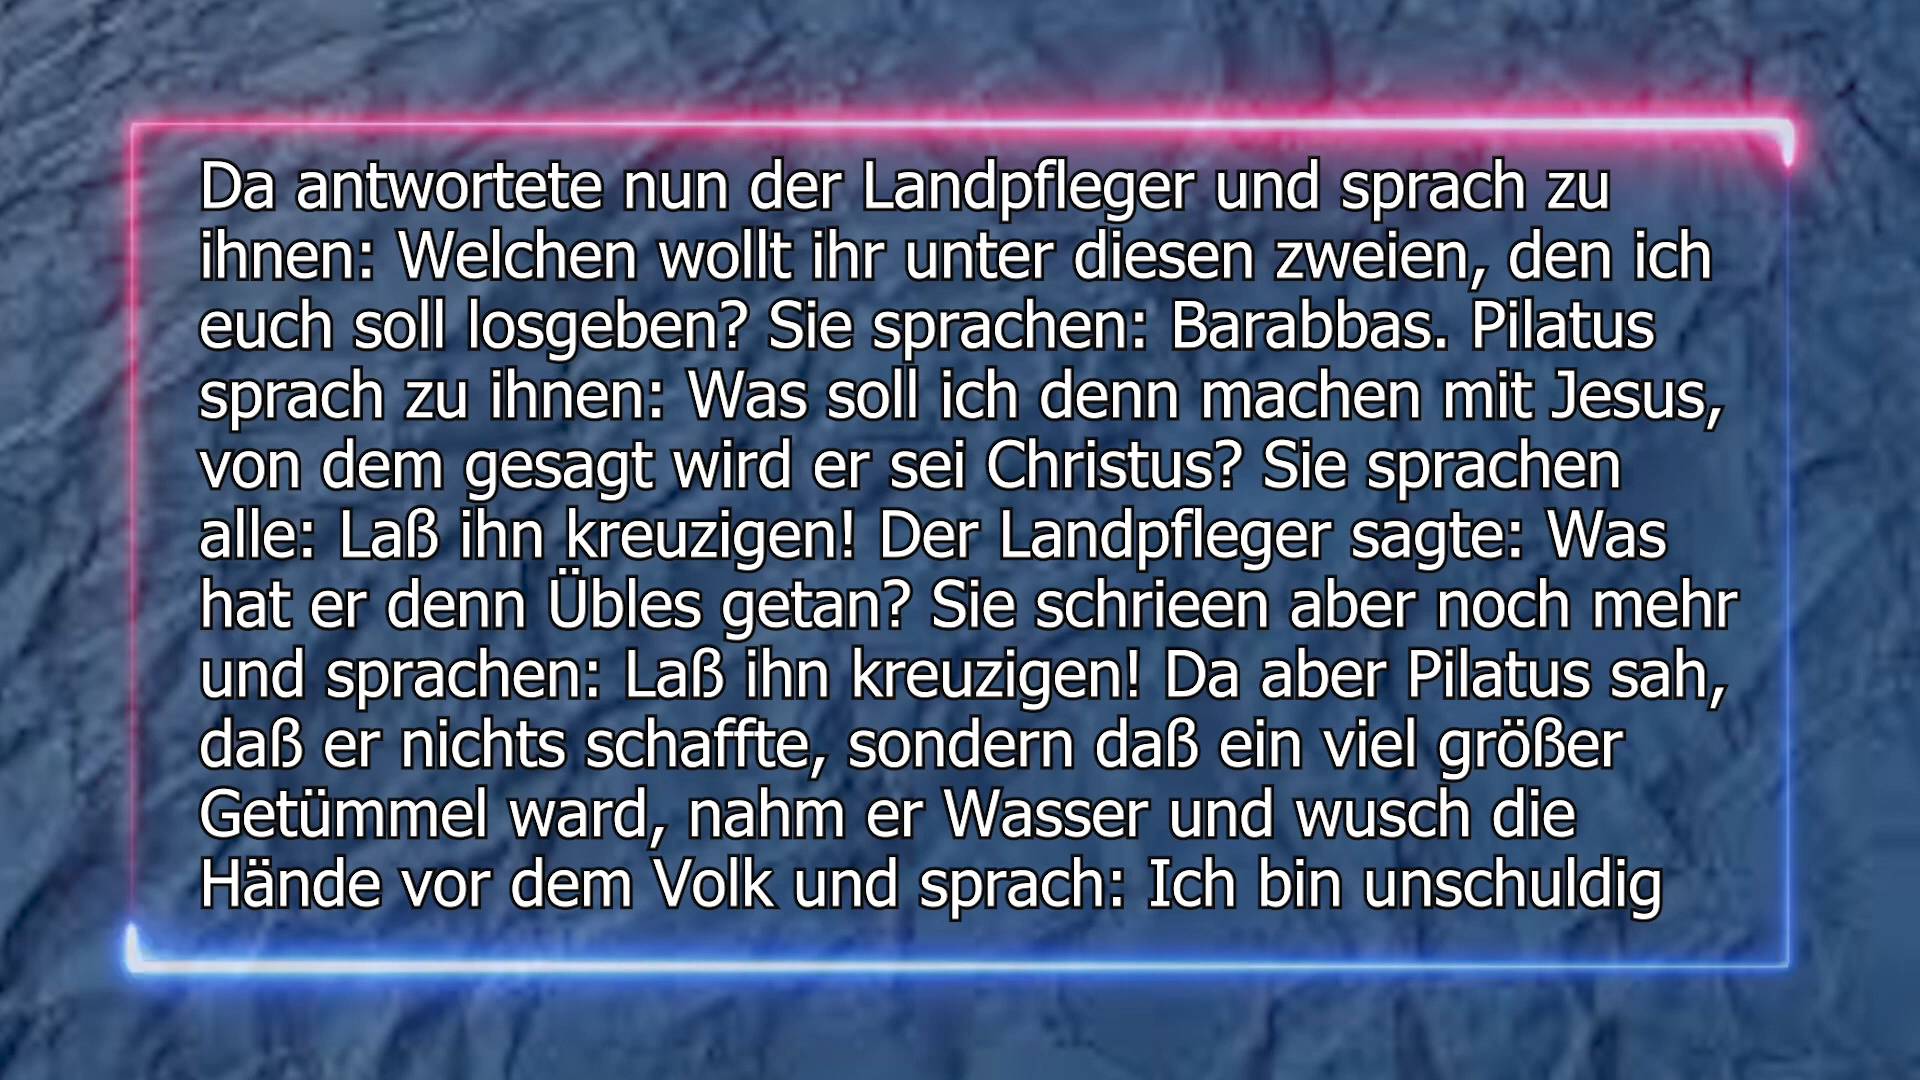 Da antwortete nun der Landpfleger und sprach zu
ihnen: Welchen wollt ihr unter diesen zweien, den ich
euch soll losgeben? Sie sprachen: Barabbas. Pilatus
sprach zu ihnen: Was soll ich denn machen mit Jesus,
von dem gesagt wird er sei Christus? Sie sprachen
alle: Laß ihn kreuzigen! Der Landpfleger sagte: Was
hat er denn Übles getan? Sie schrieen aber noch mehr
und sprachen: Laß ihn kreuzigen! Da aber Pilatus sah,
daß er nichts schaffte, sondern daß ein viel größer
Getümmel ward, nahm er Wasser und wusch die
Hände vor dem Volk und sprach: Ich bin unschuldig